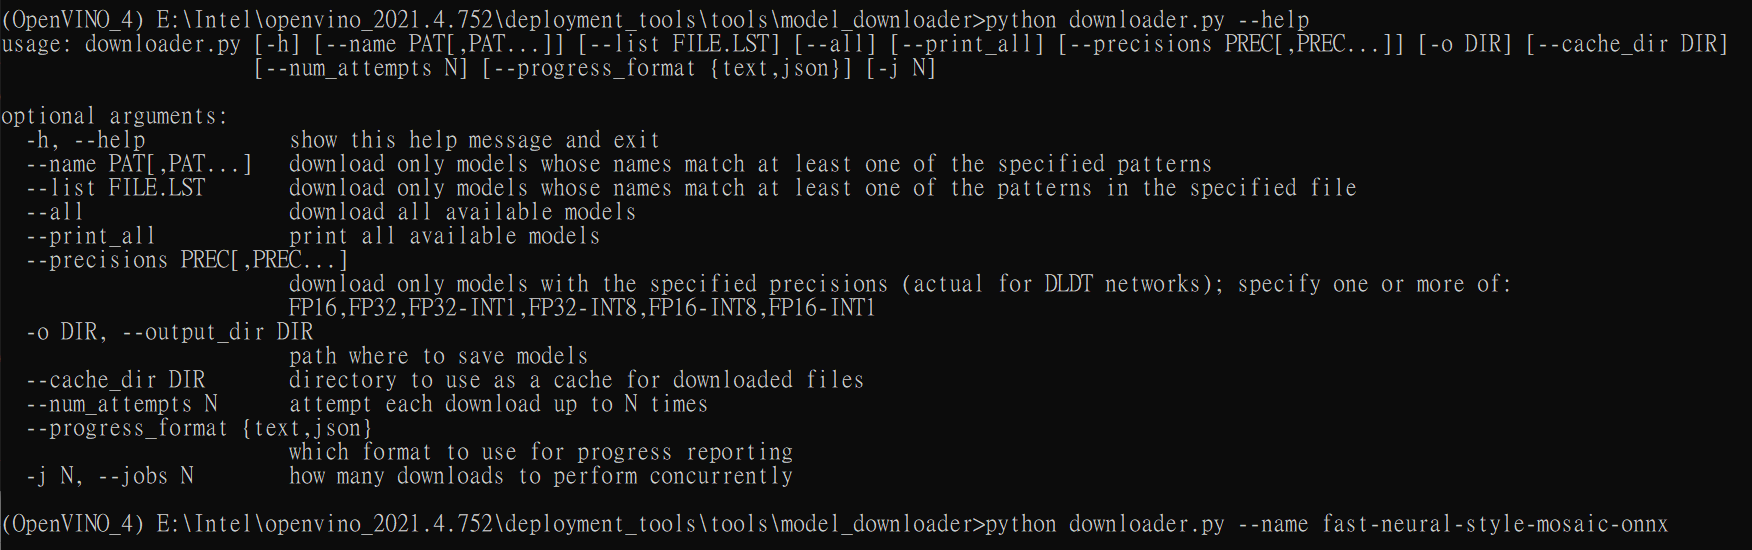 (OpenVINO_4) E:\Intel\openvino_2021.4.752\deployment_tools\tools\model_downloader>python downloader.py --help
usage: downloader.py [-h] [--name PAT[,PAT...]] [--list FILE.LST] [--all] [--print_all] [--precisions PREC[,PREC...]] [-o DIR] [--cache_dir DIR]
[--num_attempts N] [--progress_format {text,json}] [-j N]
optional arguments:
-h, --help show this help message and exit
--name PAT[,PAT...] download only models whose names match at least one of the specified patterns
--list FILE.LST download only models whose names match at least one of the patterns in the specified file
--all download all available models
--print_all print all available models
--precisions PREC[,PREC...]
download only models with the specified precisions (actual for DLDT networks); specify one or more of:
FP16,FP32,FP32-INT1,FP32-INT8,FP16-INT8,FP16-INT1
-o DIR, --output_dir DIR
path where to save models
--cache_dir DIR directory to use as a cache for downloaded files
--num_attempts N attempt each download up to N times
--progress_format {text,json}
which format to use for progress reporting
-j N, --jobs N how many downloads to perform concurrently
(OpenVINO_4) E:\Intel\openvino_2021.4.752\deployment_tools\tools\model_downloader>python downloader.py --name fast-neural-style-mosaic-onnx